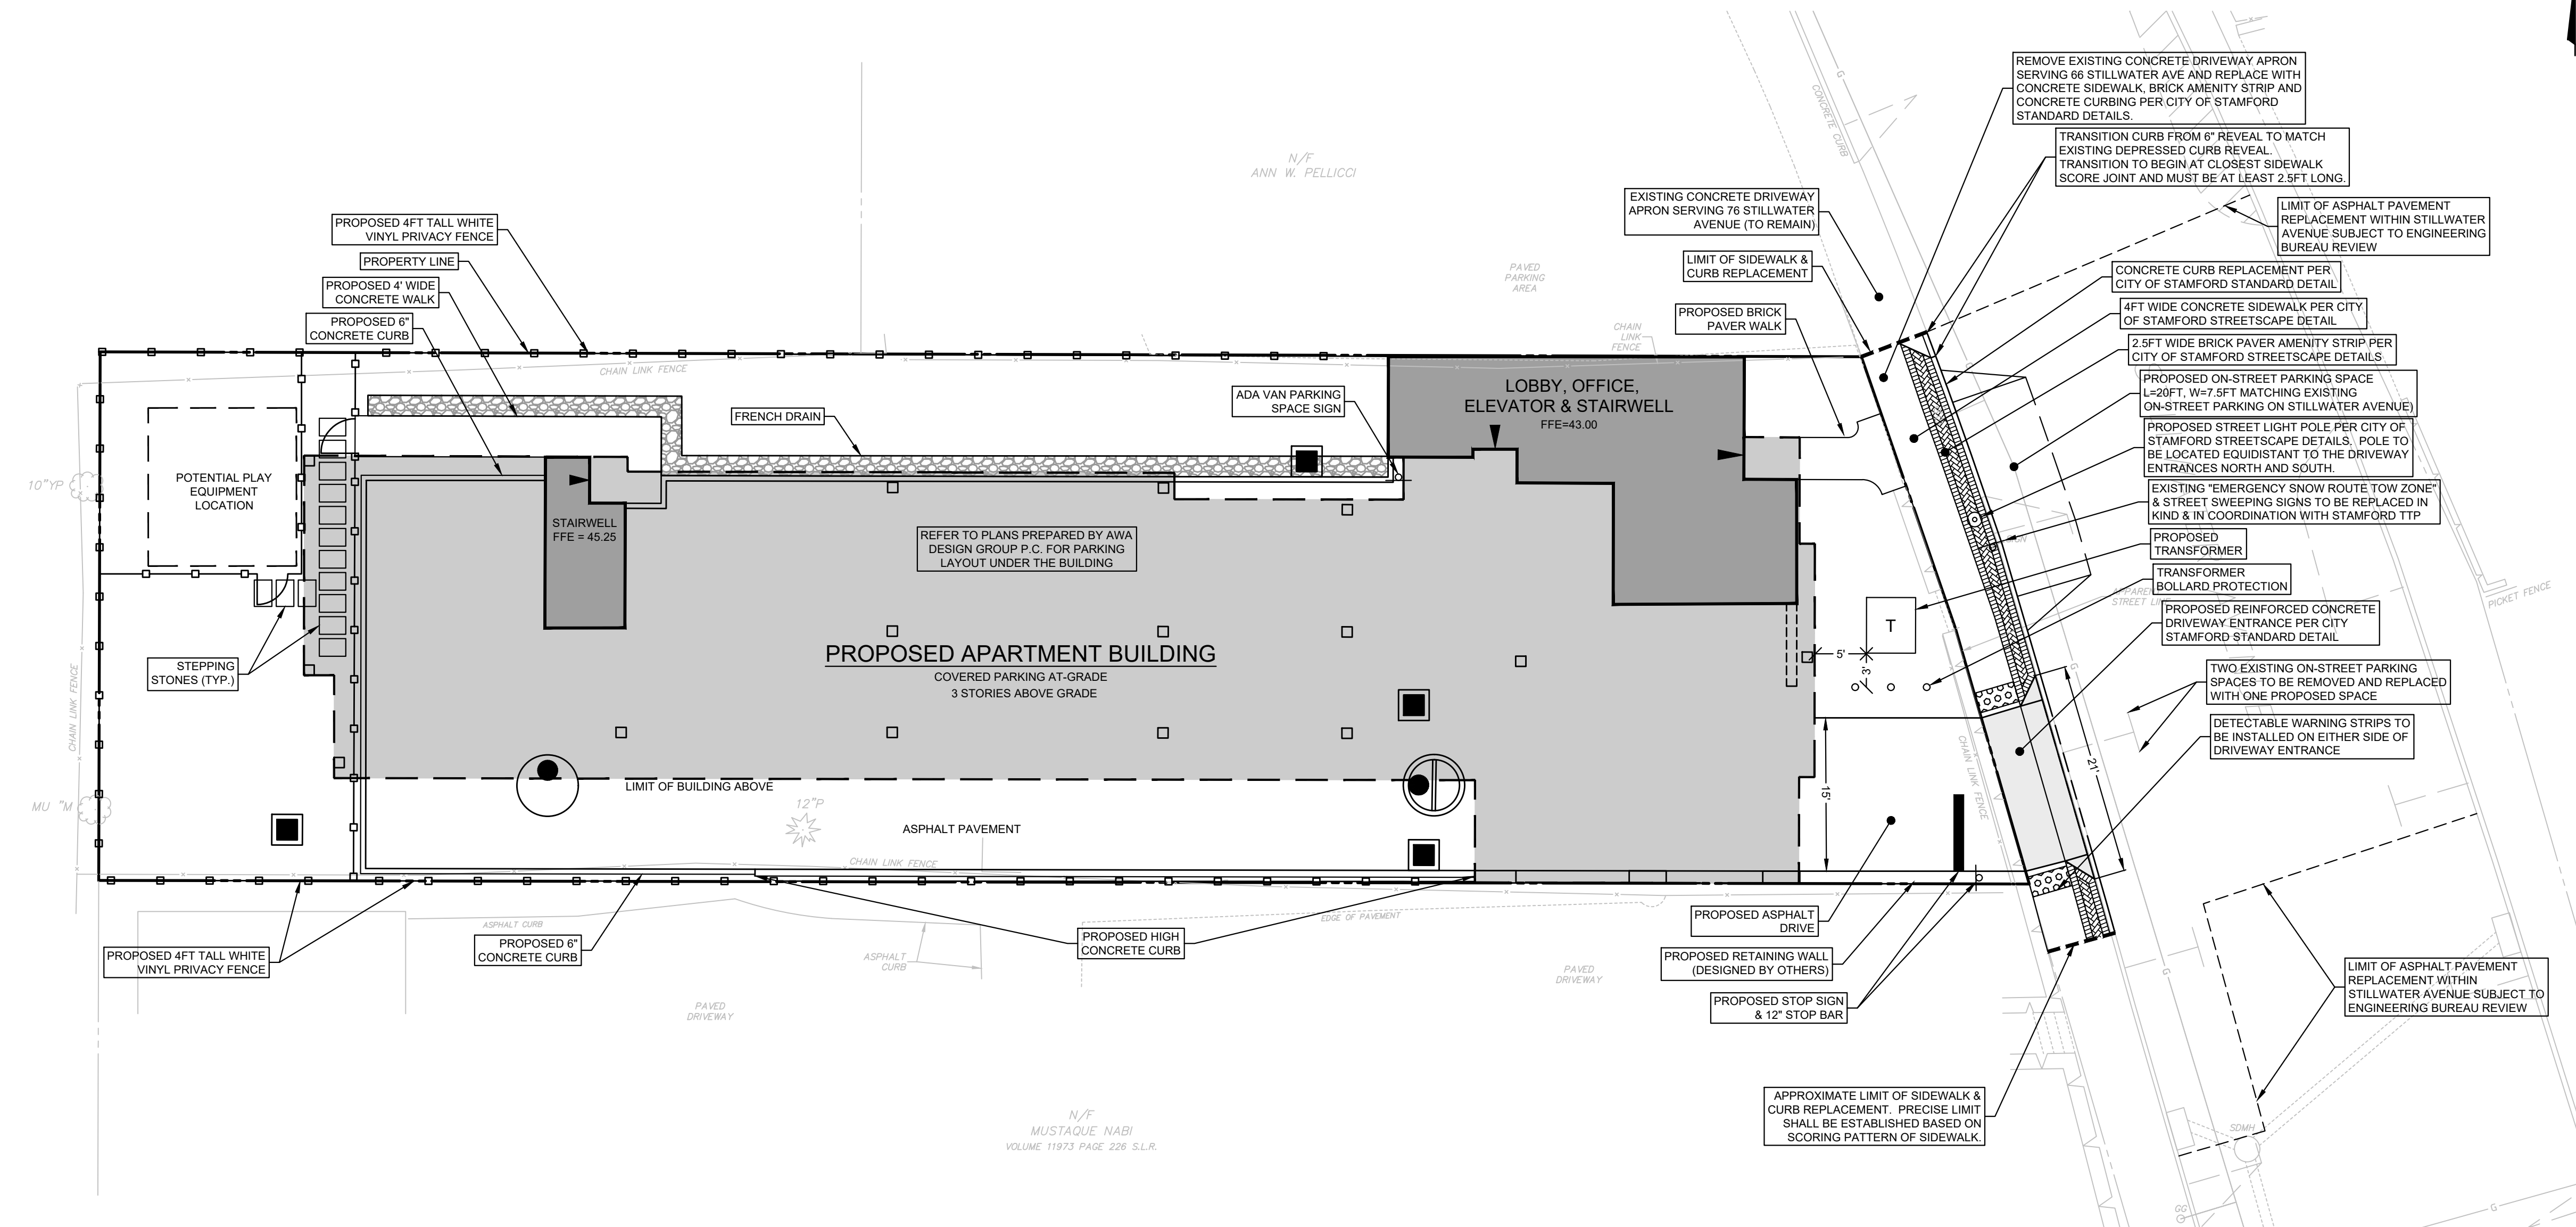 REMOVE EXISTING CONCRETE DRIVEWAY APRON
SERVING 66 STILLWATER AVE AND REPLACE WITH
CONCRETE SIDEWALK, BRICK AMENITY STRIP AND
CONCRETE CURBING PER CITY OF STAMFORD
STANDARD DETAILS.
TRANSITION CURB FROM 6" REVEAL TO MATCH
EXISTING DEPRESSED CURB REVEAL.
TRANSITION TO BEGIN AT CLOSEST SIDEWALK
SCORE JOINT AND MUST BE AT LEAST 2.5FT LONG.
LIMIT OF ASPHALT PAVEMENT
REPLACEMENT WITHIN STILLWATER
AVENUE SUBJECT TO ENGINEERING
BUREAU REVIEW
G
CONCRETE CURB
N/F
ANN W. PELLICCI
EXISTING CONCRETE DRIVEWAY
APRON SERVING 76 STILLWATER
AVENUE (TO REMAIN)
LIMIT OF SIDEWALK &
CURB REPLACEMENT
PROPOSED BRICK
PAVER WALK
PAVED
PARKING
AREA
CHAIN
LINK
FENCE
PROPOSED 4FT TALL WHITE
VINYL PRIVACY FENCE
PROPERTY LINE
PROPOSED 4' WIDE
CONCRETE WALK
PROPOSED 6"
CONCRETE CURB
CHAIN LINK FENCE
FRENCH DRAIN
ADA VAN PARKING
SPACE SIGN
LOBBY, OFFICE,
ELEVATOR & STAIRWELL
FFE=43.00
CONCRETE CURB REPLACEMENT PER
CITY OF STAMFORD STANDARD DETAIL
4FT WIDE CONCRETE SIDEWALK PER CITY
OF STAMFORD STREETSCAPE DETAIL
2.5FT WIDE BRICK PAVER AMENITY STRIP PER
CITY OF STAMFORD STREETSCAPE DETAILS
PROPOSED ON-STREET PARKING SPACE
L=20FT, W=7.5FT MATCHING EXISTING
ON-STREET PARKING ON STILLWATER AVENUE)
PROPOSED STREET LIGHT POLE PER CITY OF
STAMFORD STREETSCAPE DETAILS. POLE TO
BE LOCATED EQUIDISTANT TO THE DRIVEWAY
ENTRANCES NORTH AND SOUTH.
EXISTING "EMERGENCY SNOW ROUTE TOW ZONE"
& STREET SWEEPING SIGNS TO BE REPLACED IN
KIND & IN COORDINATION WITH STAMFORD TTP
PROPOSED
TRANSFORMER
TRANSFORMER
BOLLARD PROTECTION
STREET
PICKET FENCE
PROPOSED REINFORCED CONCRETE
DRIVEWAY ENTRANCE PER CITY
STAMFORD STANDARD DETAIL
TWO EXISTING ON-STREET PARKING
SPACES TO BE REMOVED AND REPLACED
WITH ONE PROPOSED SPACE
DETECTABLE WARNING STRIPS TO
BE INSTALLED ON EITHER SIDE OF
DRIVEWAY ENTRANCE
10"YP
POTENTIAL PLAY
EQUIPMENT
LOCATION
STAIRWELL
FFE = 45.25
REFER TO PLANS PREPARED BY AWA
DESIGN GROUP P.C. FOR PARKING
LAYOUT UNDER THE BUILDING
STEPPING
STONES (TYP.)
CHAIN LINK FENCE
PROPOSED APARTMENT BUILDING
COVERED PARKING AT-GRADE
3 STORIES ABOVE GRADE
T
5'
3'
G
21'
15'
CHAIN LINK FENCE
MU "M
LIMIT OF BUILDING ABOVE
12"P
ASPHALT PAVEMENT
CHAIN LINK FENCE
ASPHALT CURB
EDGE OF PAVEMENT
PROPOSED 4FT TALL WHITE
VINYL PRIVACY FENCE
PROPOSED 6"
CONCRETE CURB
ASPHALT
CURB
PROPOSED HIGH
CONCRETE CURB
PAVED
DRIVEWAY
PAVED
DRIVEWAY
PROPOSED ASPHALT
DRIVE
PROPOSED RETAINING WALL
(DESIGNED BY OTHERS)
PROPOSED STOP SIGN
& 12" STOP BAR
G
LIMIT OF ASPHALT PAVEMENT
REPLACEMENT WITHIN
STILLWATER AVENUE SUBJECT TO
ENGINEERING BUREAU REVIEW
N/F
MUSTAQUE NABI
VOLUME 11973 PAGE 226 S.L.R.
APPROXIMATE LIMIT OF SIDEWALK &
CURB REPLACEMENT. PRECISE LIMIT
SHALL BE ESTABLISHED BASED ON
SCORING PATTERN OF SIDEWALK.
SDMH
GG
G